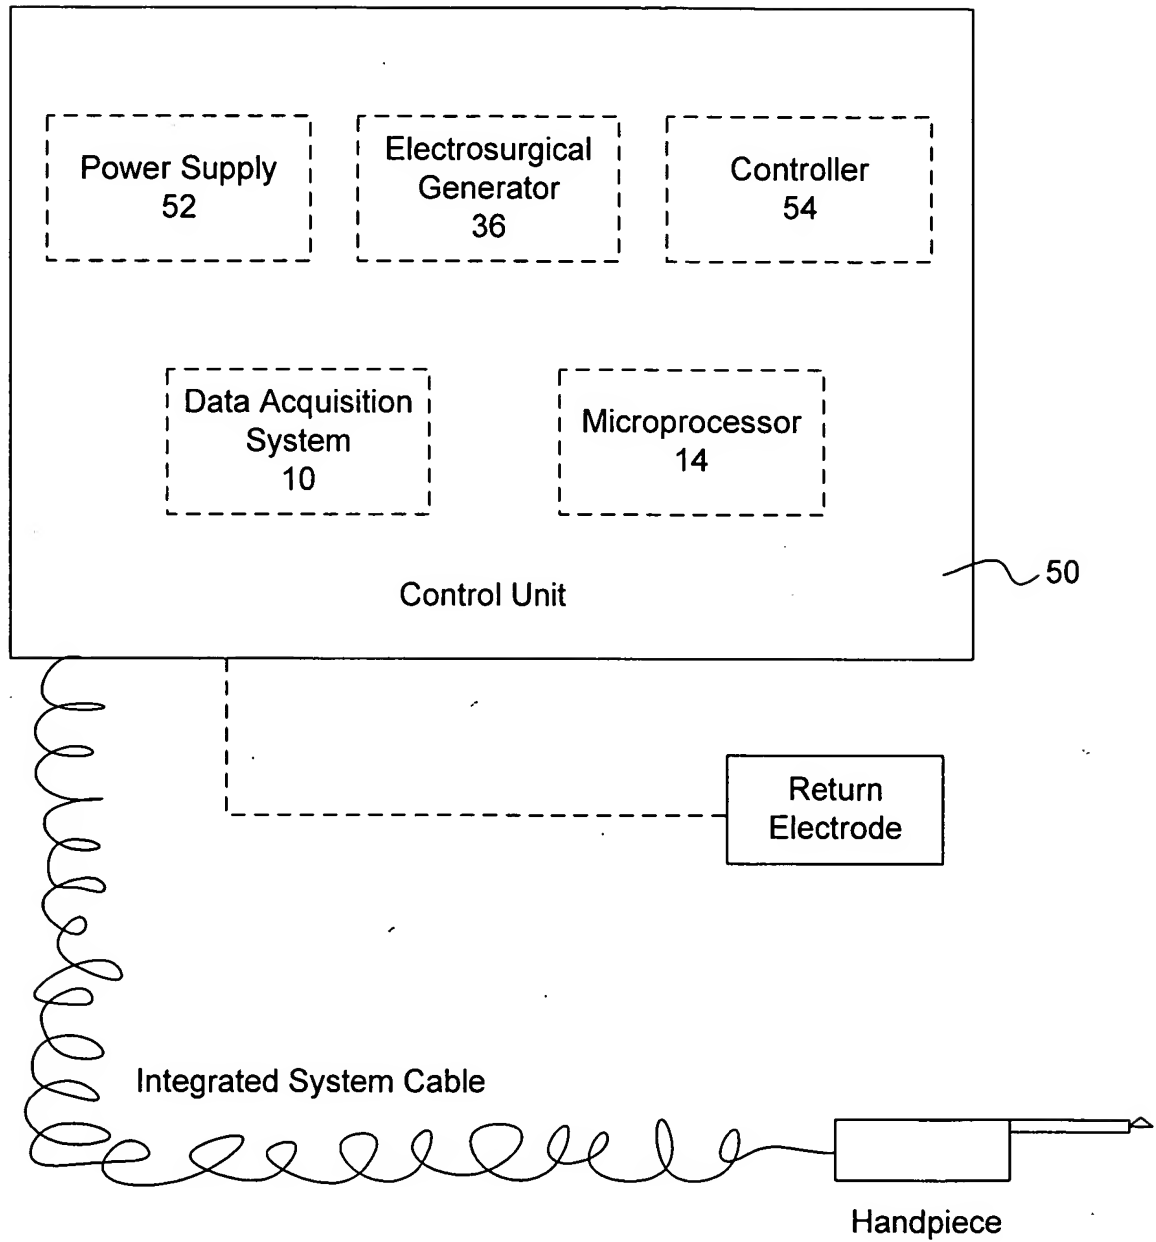 Power Supply
52
Electrosurgical
Generator
36
Controller
54
Data Acquisition
System
10
Microprocessor
14
Control Unit
50
Return
Electrode
Integrated System Cable
Handpiece